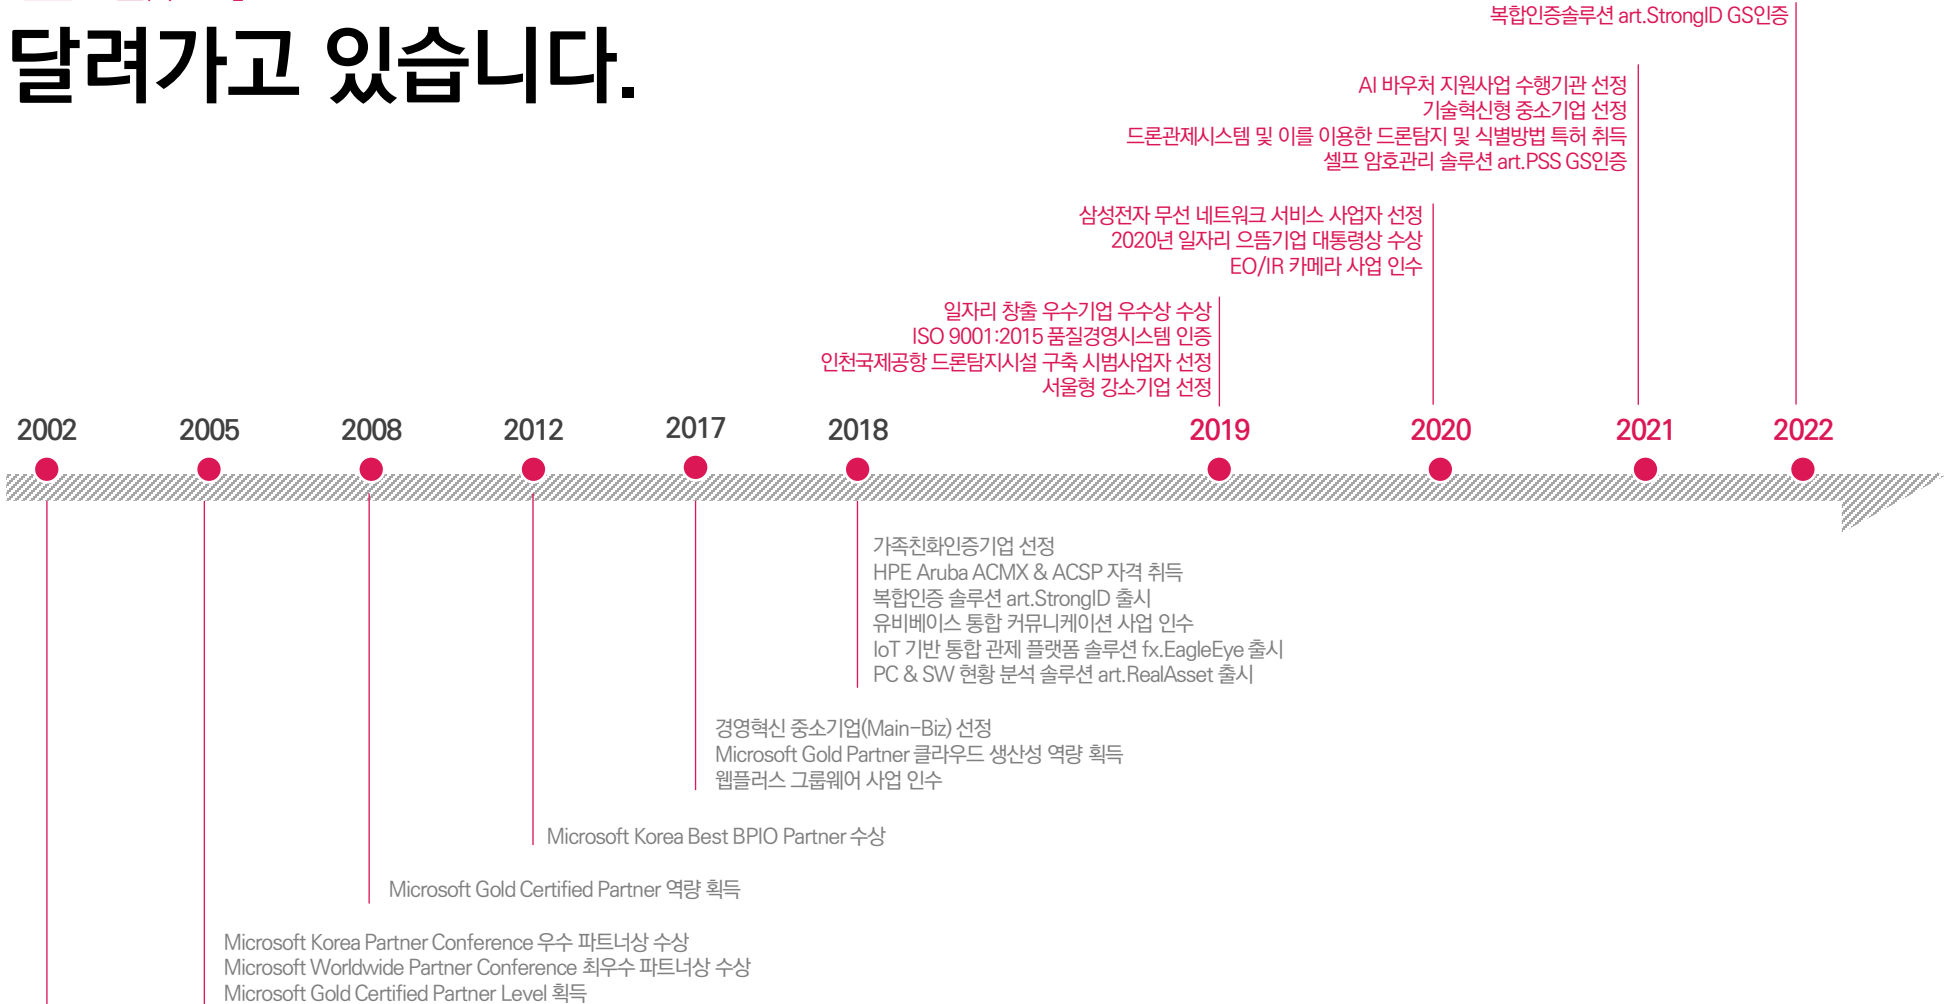 달려가고 있습니다.
복합인증솔루션 art.StrongID GS인증
AI 바우처 지원사업 수행기관 선정
기술혁신형 중소기업 선정
드론관제시스템 및 이를 이용한 드론탐지 및 식별방법 특허 취득
셀프 암호관리 솔루션 art.PSS GS인증
삼성전자 무선 네트워크 서비스 사업자 선정
2020년 일자리 으뜸기업 대통령상 수상
EO/IR 카메라 사업 인수
일자리 창출 우수기업 우수상 수상
ISO 9001:2015 품질경영시스템 인증
인천국제공항 드론탐지시설 구축 시범사업자 선정
서울형 강소기업 선정
2002 2005 2008 2012 2017 2018 2019 2020 2021 2022
가족친화인증기업 선정
HPE Aruba ACMX & ACSP 자격 취득
복합인증 솔루션 art.StrongID 출시
유비베이스 통합 커뮤니케이션 사업 인수
IoT 기반 통합 관제 플랫폼 솔루션 fx.EagleEye 출시
PC & SW 현황 분석 솔루션 art.RealAsset 출시
경영혁신 중소기업(Main-Biz) 선정
Microsoft Gold Partner 클라우드 생산성 역량 획득
웹플러스 그룹웨어 사업 인수
Microsoft Korea Best BPIO Partner 수상
Microsoft Gold Certified Partner 역량 획득
Microsoft Korea Partner Conference 우수 파트너상 수상
Microsoft Worldwide Partner Conference 최우수 파트너상 수상
Microsoft Gold Certified Partner Level 획득